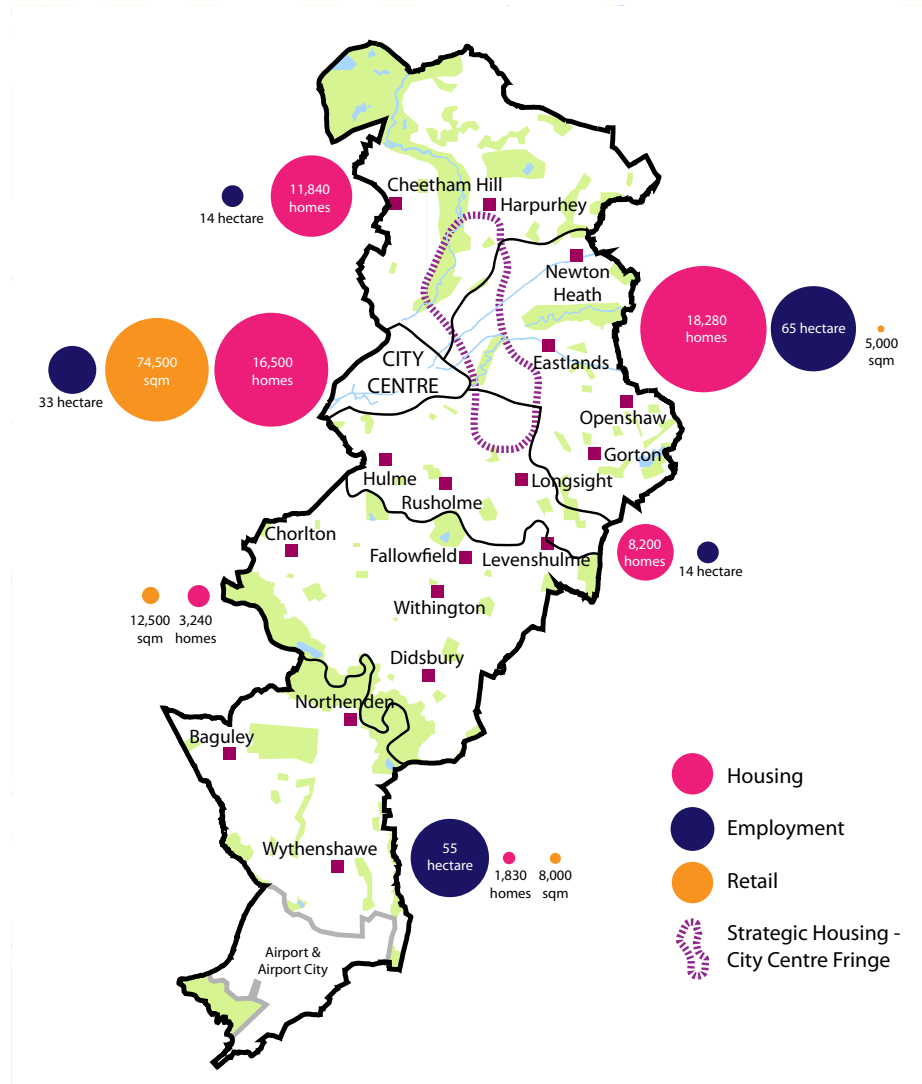 Cheetham Hill
Harpurhey
11,840
homes
14 hectare
Newton
Heath
18,280
homes
65 hectare
5,000
sqm
CITY
CENTRE
74,500
sqm
16,500
homes
33 hectare
Eastlands
Openshaw
Gorton
Hulme
Rusholme
Longsight
Chorlton
Fallowfield
Levenshulme
8,200
homes
14 hectare
Withington
12,500
sqm
3,240
homes
Didsbury
Northenden
Baguley
Wythenshawe
55
hectare
1,830
homes
8,000
sqm
Airport &
Airport City
Housing
Employment
Retail
Strategic Housing -
City Centre Fringe